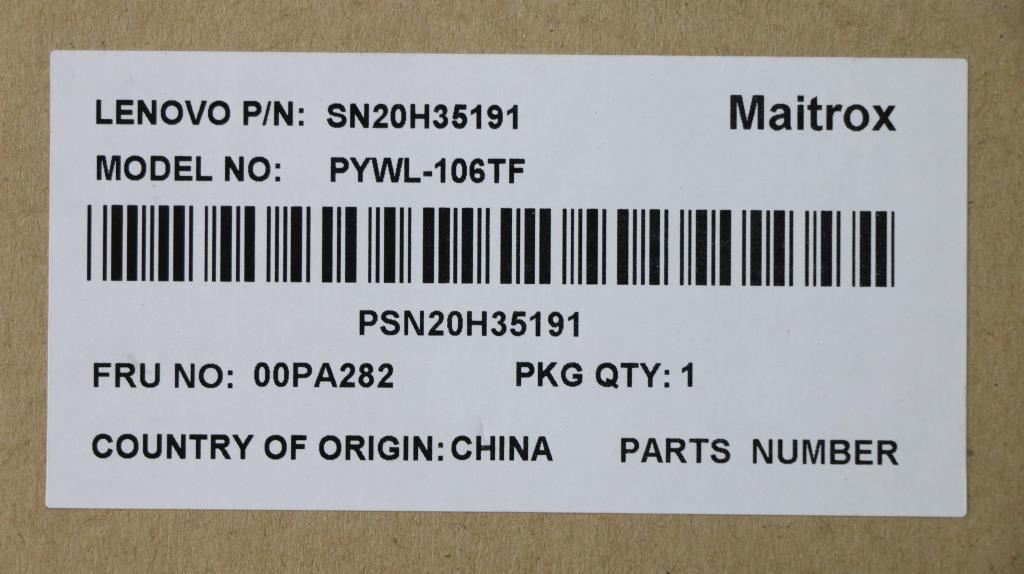 LENOVO P/N: SN20H35191 Maitrox
MODEL NO: PYWL-106TF
PSN20H35191
FRU NO: 00PA282 PKG QTY: 1
COUNTRY OF ORIGIN: CHINA PARTS NUMBER